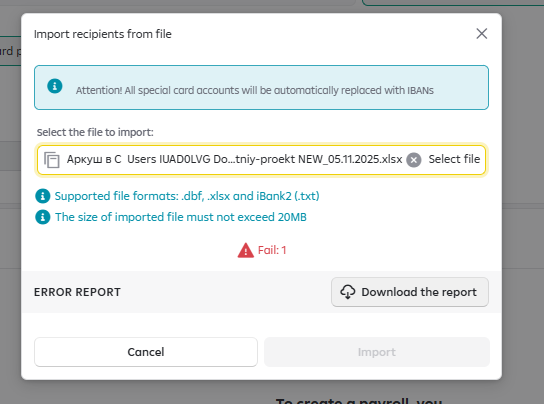 Import recipients from file
ard p
Attention! All special card accounts will be automatically replaced with IBANs
Select the file to import:
Аркуш в C Users IUAD0LVG Do...tniy-proekt NEW_05.11.2025.xlsx Select file
Supported file formats: .dbf, .xlsx and iBank2 (.txt)
The size of imported file must not exceed 20MB
Fail: 1
ERROR REPORT Download the report
Cancel Import
To create a payroll, you